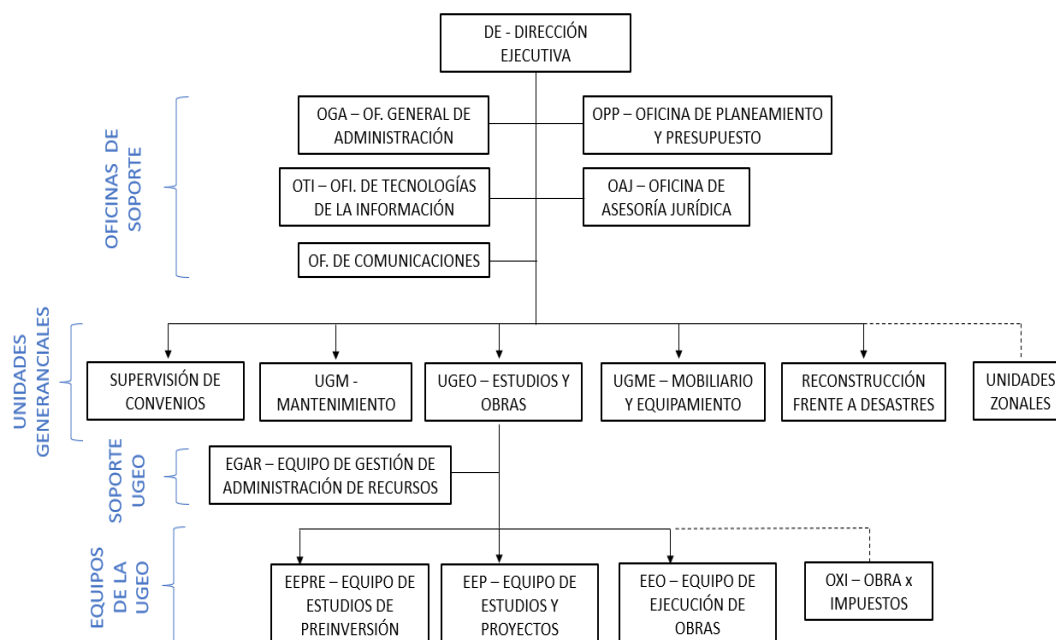 DE - DIRECCIÓN
EJECUTIVA
OFICINAS DE
SOPORTE
OGA – OF. GENERAL DE
ADMINISTRACIÓN
OPP – OFICINA DE PLANEAMIENTO
Y PRESUPUESTO
OTI – OFI. DE TECNOLOGÍAS
DE LA INFORMACIÓN
OAJ – OFICINA DE
ASESORÍA JURÍDICA
OF. DE COMUNICACIONES
UNIDADES
GENERANCIALES
SUPERVISIÓN DE
CONVENIOS
UGM -
MANTENIMIENTO
UGEO – ESTUDIOS Y
OBRAS
UGME – MOBILIARIO
Y EQUIPAMIENTO
RECONSTRUCCIÓN
FRENTE A DESASTRES
UNIDADES
ZONALES
SOPORTE
UGEO
EGAR – EQUIPO DE GESTIÓN DE
ADMINISTRACIÓN DE RECURSOS
EQUIPOS
DE LA
UGEO
EEPRE – EQUIPO DE
ESTUDIOS DE
PREINVERSIÓN
EEP – EQUIPO DE
ESTUDIOS Y
PROYECTOS
EEO – EQUIPO DE
EJECUCIÓN DE
OBRAS
OXI – OBRA x
IMPUESTOS